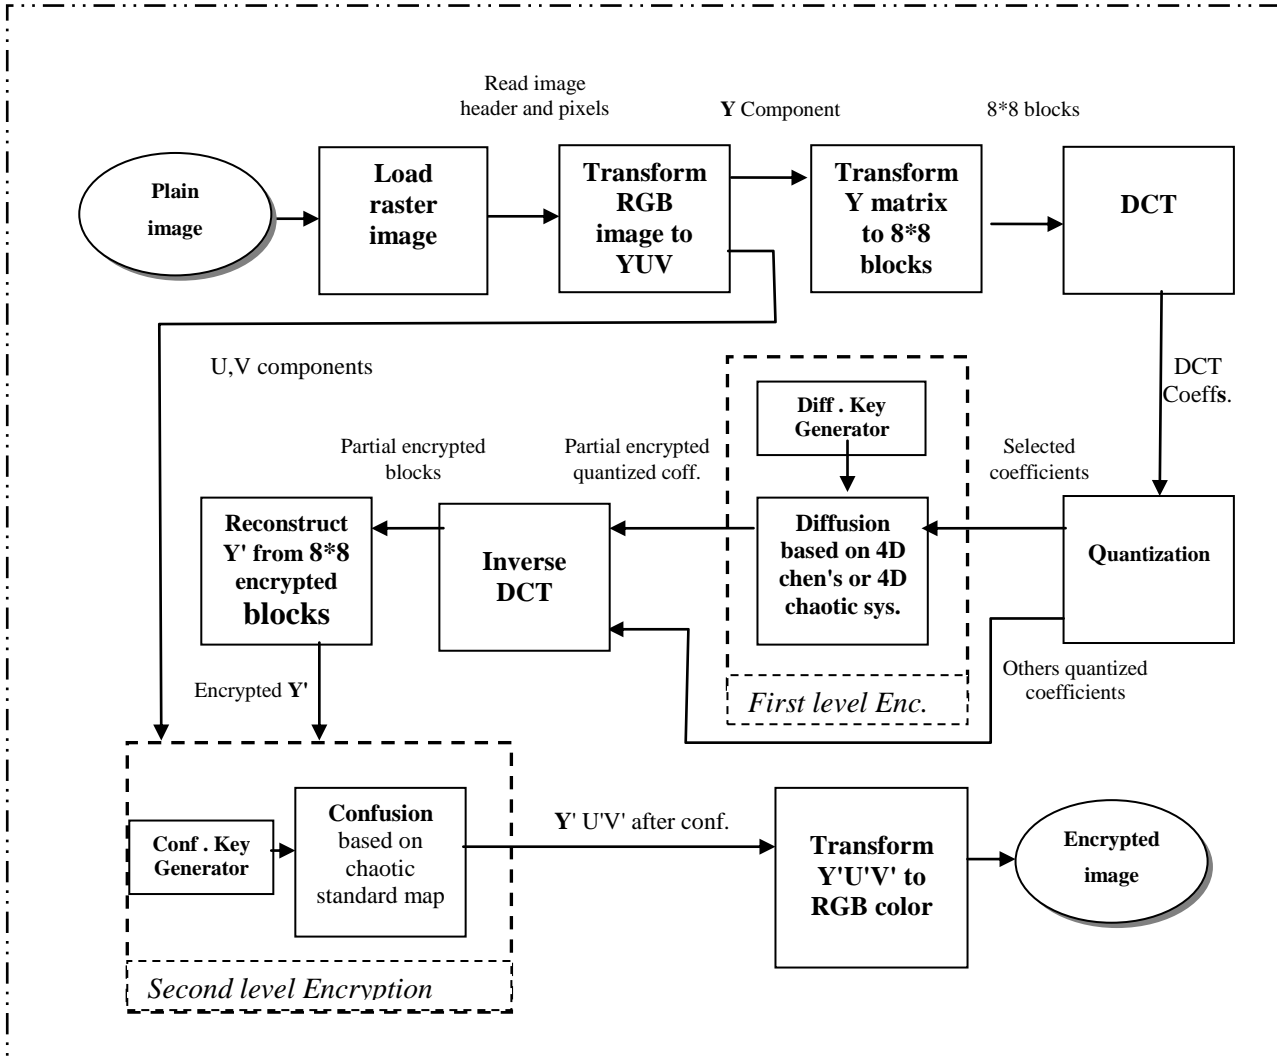 Read image
header and pixels
Y Component
8*8 blocks
Plain
image
Load
raster
image
Transform
RGB
image to
YUV
Transform
Y matrix
to 8*8
blocks
DCT
U,V components
DCT
Coeffs.
Diff . Key
Generator
Partial encrypted
blocks
Partial encrypted
quantized coff.
Selected
coefficients
Reconstruct
Y' from 8*8
encrypted
blocks
Inverse
DCT
Diffusion
based on 4D
chen's or 4D
chaotic sys.
Quantization
Encrypted Y'
First level Enc.
Others quantized
coefficients
Conf . Key
Generator
Confusion
based on
chaotic
standard map
Y' U'V' after conf.
Transform
Y'U'V' to
RGB color
Encrypted
image
Second level Encryption